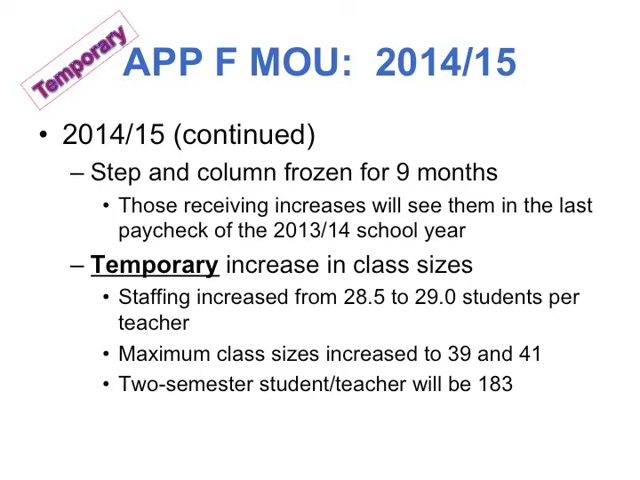 Temporary
APP F MOU: 2014/15
• 2014/15 (continued)
– Step and column frozen for 9 months
• Those receiving increases will see them in the last
paycheck of the 2013/14 school year
– Temporary increase in class sizes
• Staffing increased from 28.5 to 29.0 students per
teacher
• Maximum class sizes increased to 39 and 41
• Two-semester student/teacher will be 183